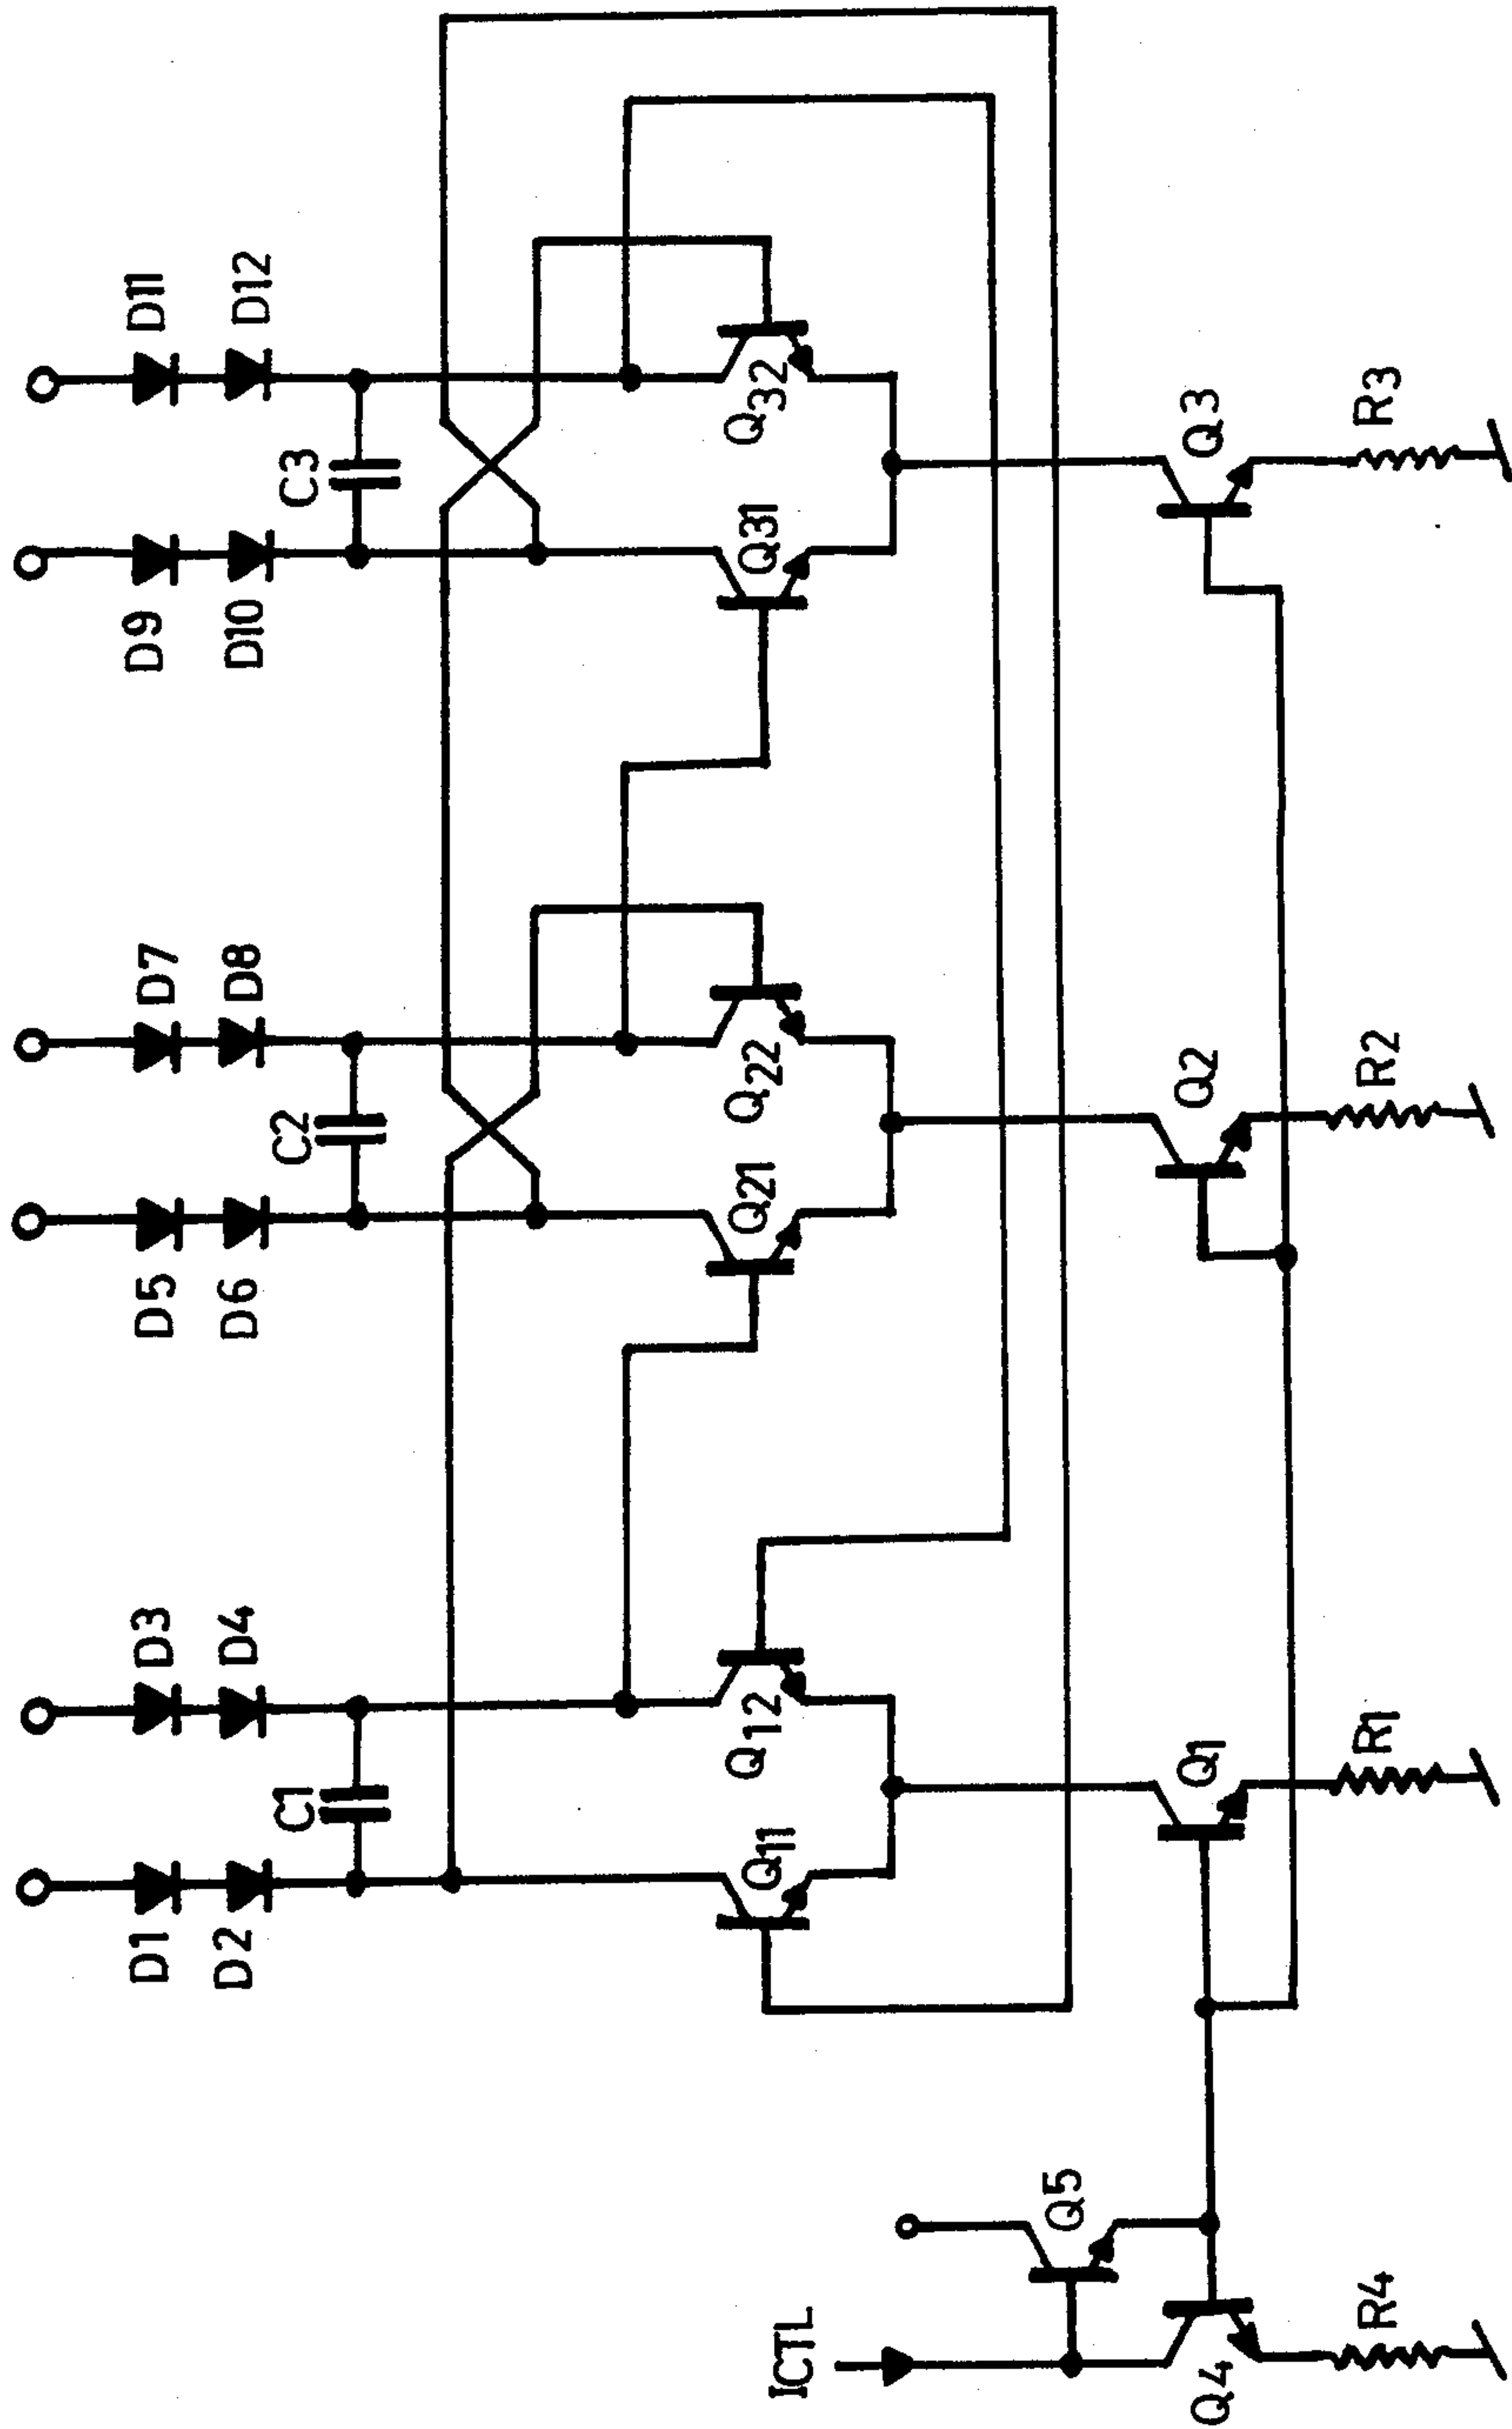 D1
D2
D3
D4
C1
D5
D6
D7
D8
C2
D9
D10
D11
D12
C3
Q11
Q12
Q21
Q22
Q31
Q32
ICTL
Q5
Q4
Q1
Q2
Q3
R4
R1
R2
R3